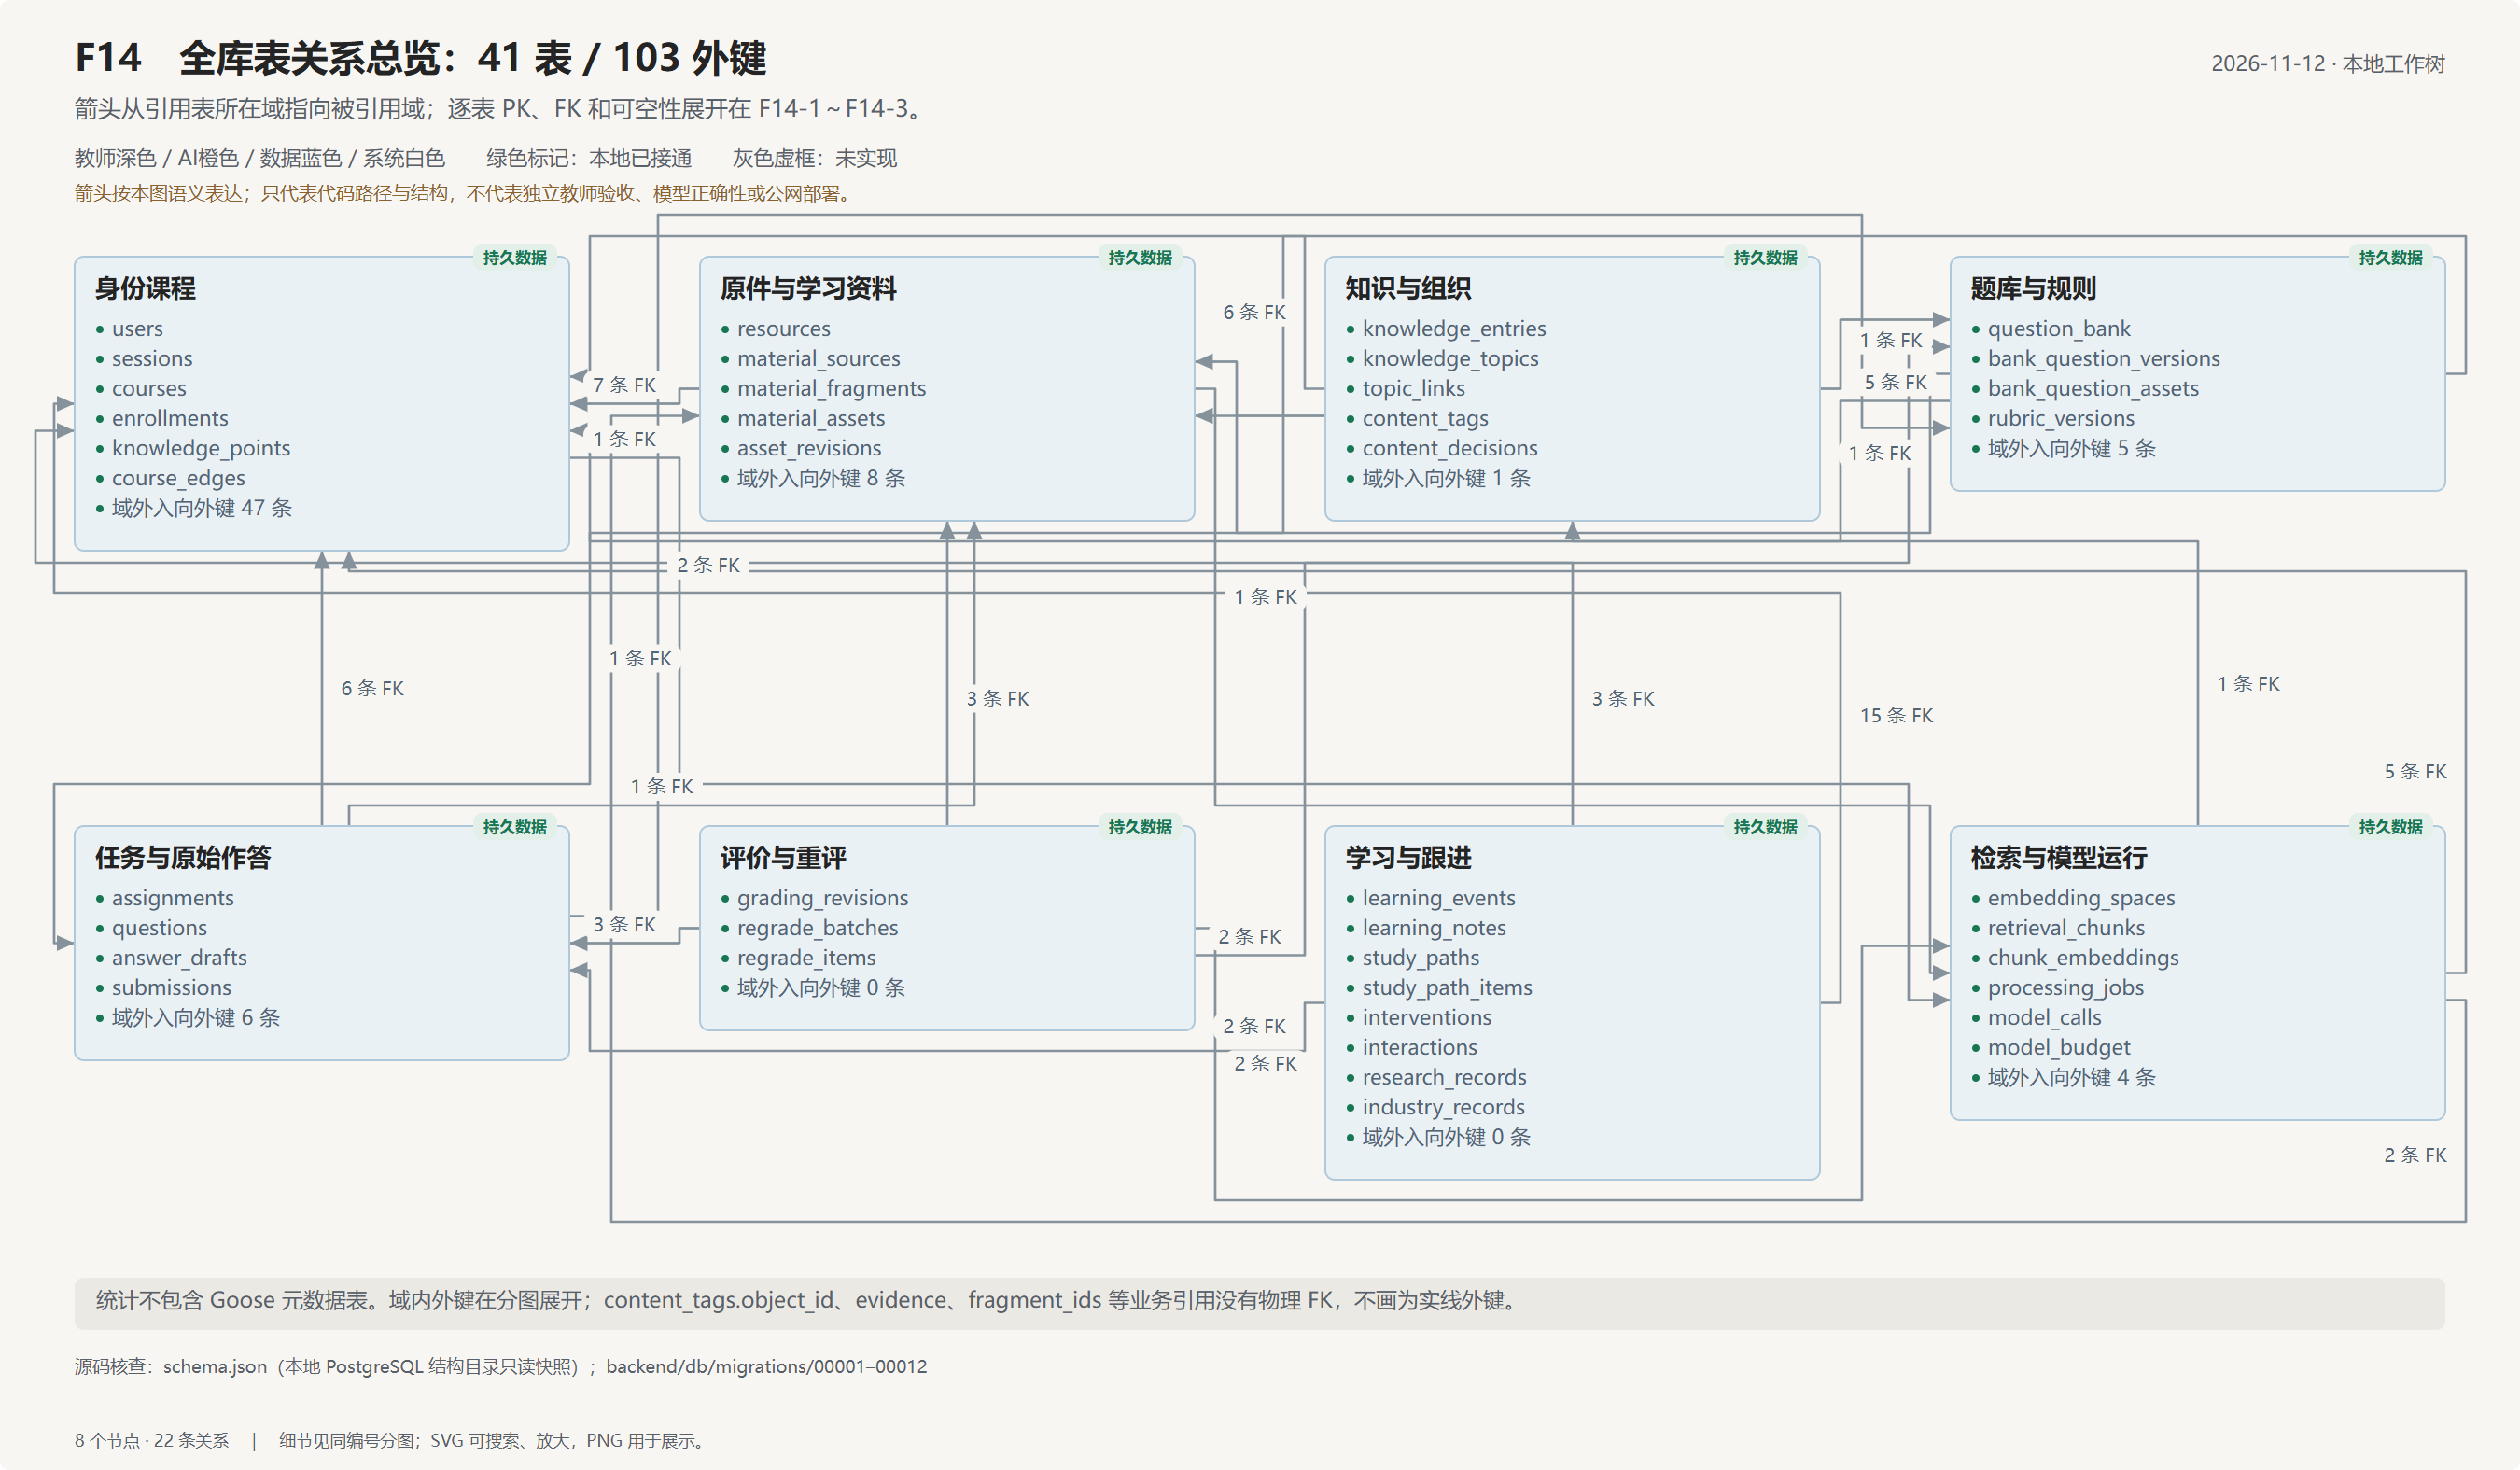 F14 全库表关系总览：41 表 / 103 外键
2026-11-12 · 本地工作树
箭头从引用表所在域指向被引用域；逐表 PK、FK 和可空性展开在 F14-1～F14-3。
教师深色 / AI橙色 / 数据蓝色 / 系统白色 绿色标记：本地已接通 灰色虚框：未实现
箭头按本图语义表达；只代表代码路径与结构，不代表独立教师验收、模型正确性或公网部署。
持久数据
身份课程
users
sessions
courses
enrollments
knowledge_points
course_edges
域外入向外键 47 条
持久数据
原件与学习资料
resources
material_sources
material_fragments
material_assets
asset_revisions
域外入向外键 8 条
持久数据
知识与组织
knowledge_entries
knowledge_topics
topic_links
content_tags
content_decisions
域外入向外键 1 条
持久数据
题库与规则
question_bank
bank_question_versions
bank_question_assets
rubric_versions
域外入向外键 5 条
6 条 FK
1 条 FK
7 条 FK
5 条 FK
1 条 FK
1 条 FK
2 条 FK
1 条 FK
1 条 FK
6 条 FK
3 条 FK
3 条 FK
1 条 FK
15 条 FK
5 条 FK
1 条 FK
持久数据
任务与原始作答
assignments
questions
answer_drafts
submissions
域外入向外键 6 条
持久数据
评价与重评
grading_revisions
regrade_batches
regrade_items
域外入向外键 0 条
持久数据
学习与跟进
learning_events
learning_notes
study_paths
study_path_items
interventions
interactions
research_records
industry_records
域外入向外键 0 条
持久数据
检索与模型运行
embedding_spaces
retrieval_chunks
chunk_embeddings
processing_jobs
model_calls
model_budget
域外入向外键 4 条
3 条 FK
2 条 FK
2 条 FK
2 条 FK
2 条 FK
统计不包含 Goose 元数据表。域内外键在分图展开；content_tags.object_id、evidence、fragment_ids 等业务引用没有物理 FK，不画为实线外键。
源码核查：schema.json（本地 PostgreSQL 结构目录只读快照）；backend/db/migrations/00001–00012
8 个节点 · 22 条关系 | 细节见同编号分图；SVG 可搜索、放大，PNG 用于展示。